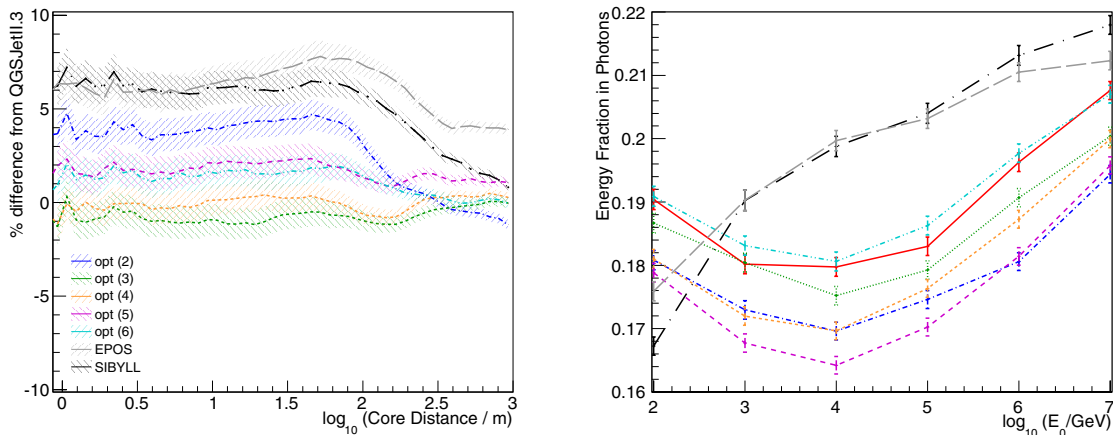 % difference from QGSJetII.3
10
5
0
-5
-10
opt (2)
opt (3)
opt (4)
opt (5)
opt (6)
EPOS
SIBYLL
0 0.5 1 1.5 2 2.5 3
log10 (Core Distance / m)
Energy Fraction in Photons
0.22
0.21
0.2
0.19
0.18
0.17
0.16
2 3 4 5 6 7
log10 (E0/GeV)